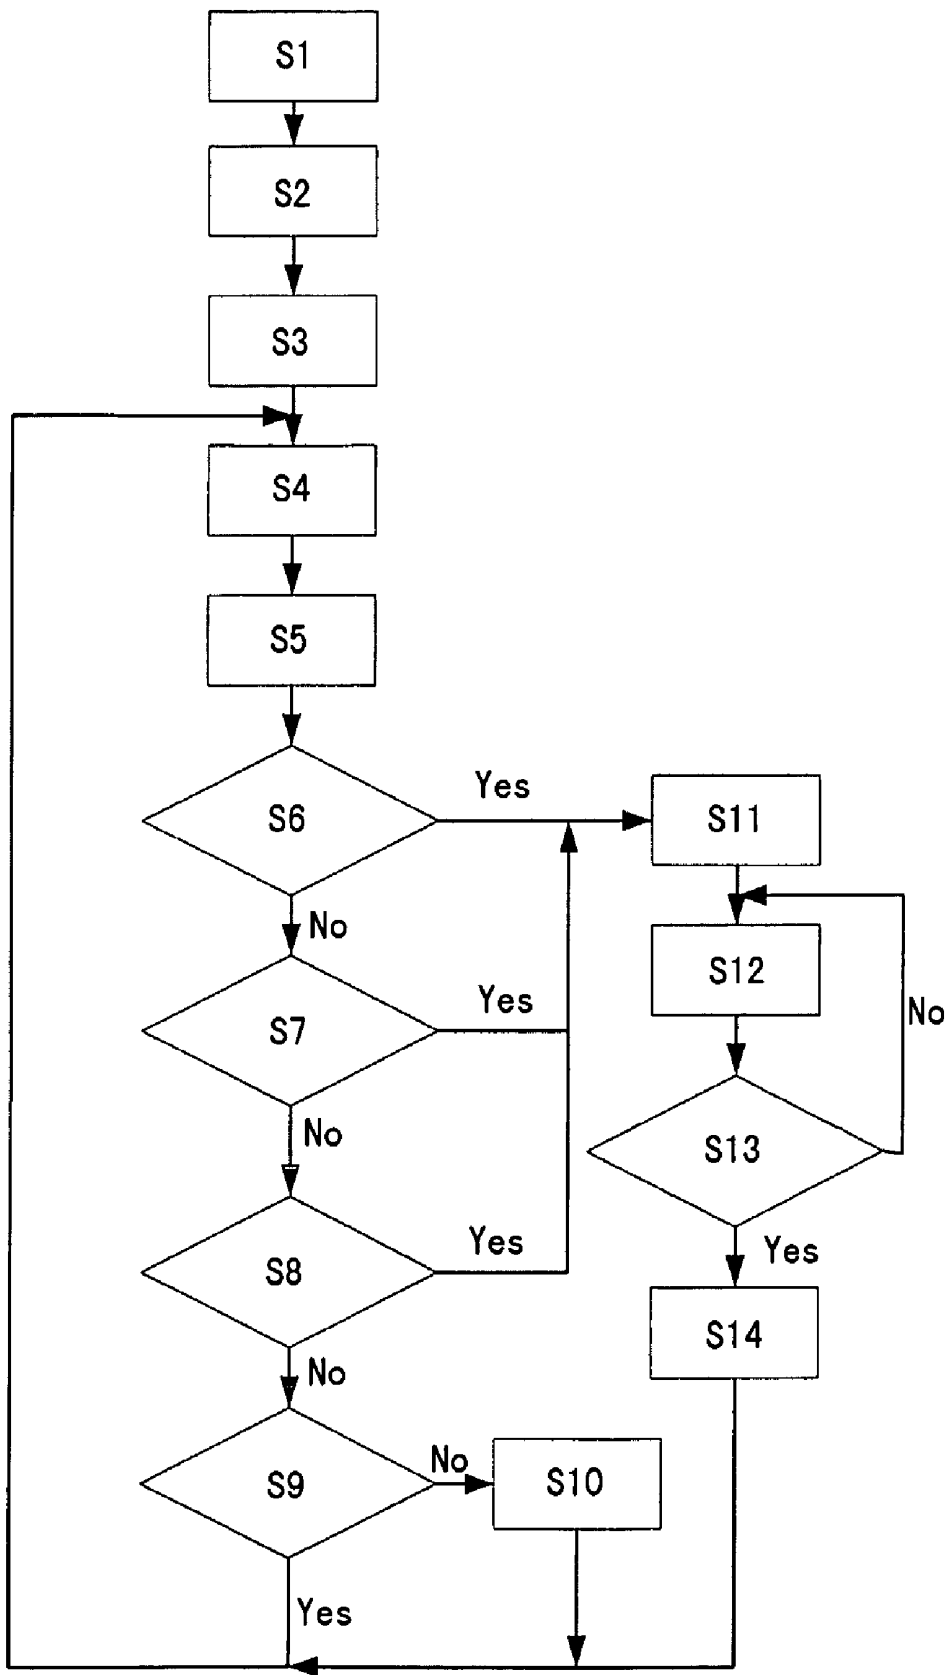 S1
S2
S3
S4
S5
S6
Yes
S11
No
S12
S7
Yes
No
No
S13
S8
Yes
Yes
No
S14
S9
No
S10
Yes